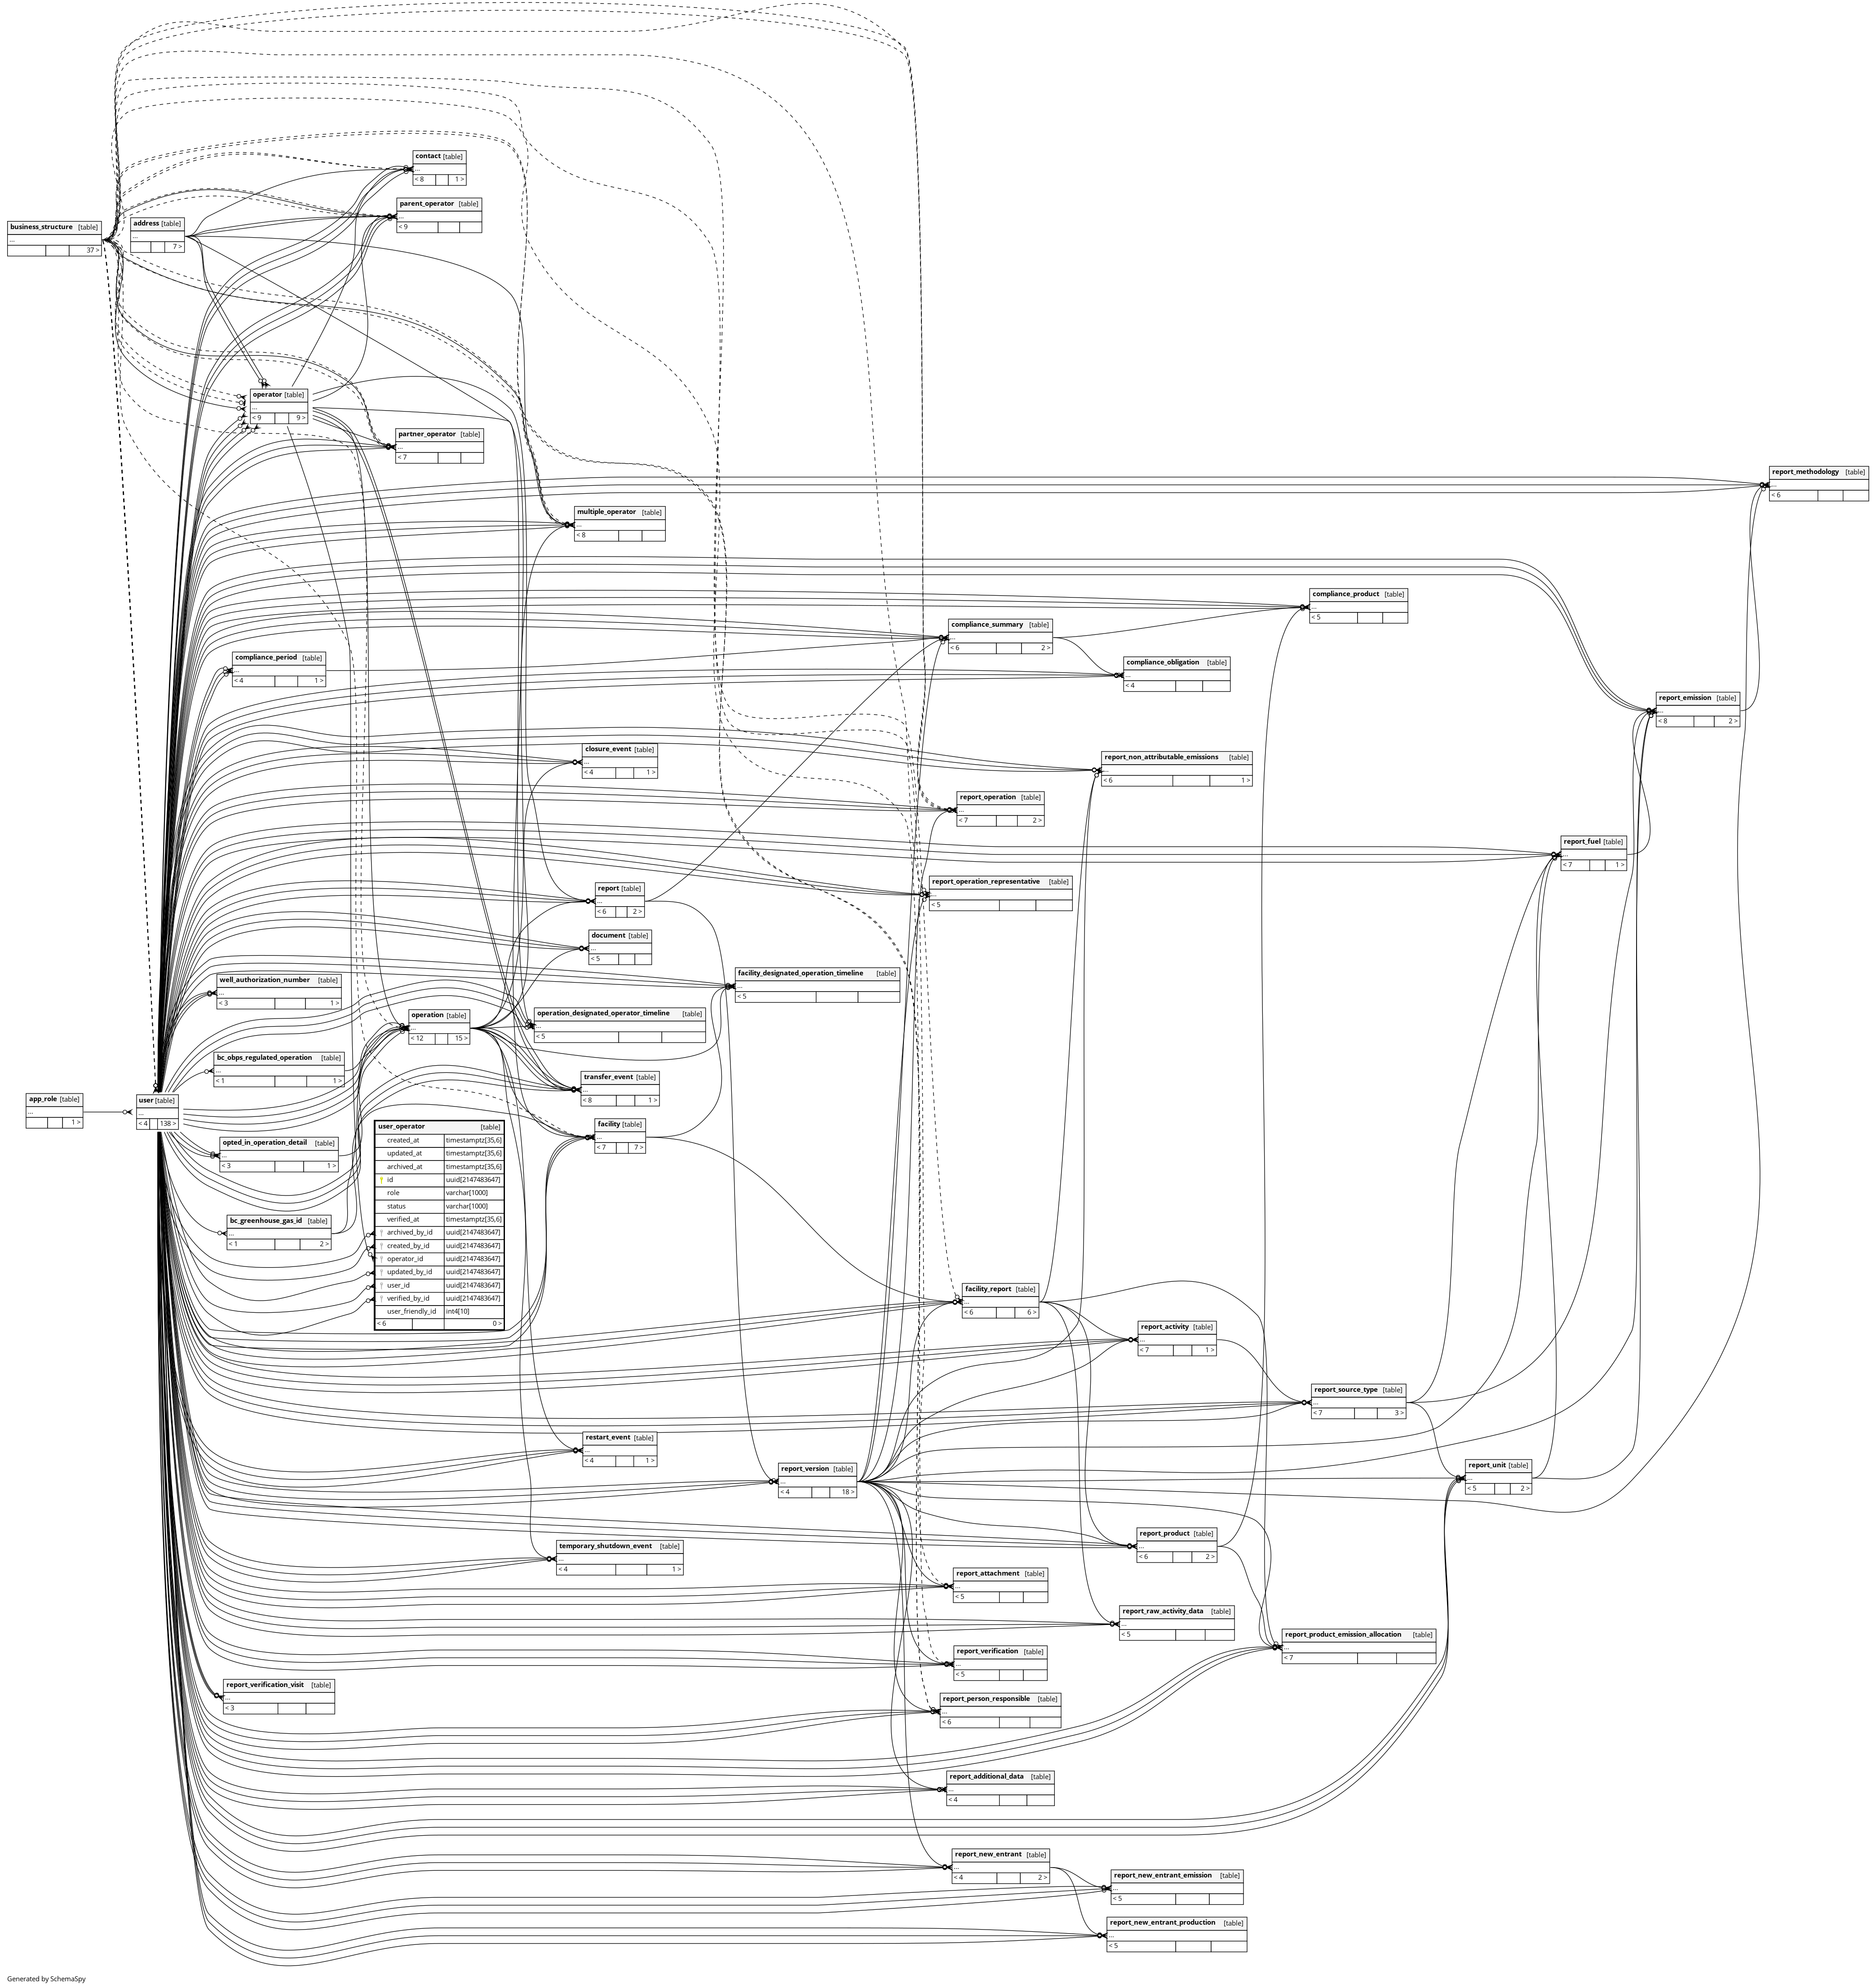 contact [table]
...
< 8 1 >
parent_operator [table]
...
< 9
business_structure [table]
...
37 >
address [table]
...
7 >
operator [table]
...
< 9 9 >
partner_operator [table]
...
< 7
report_methodology [table]
...
< 6
multiple_operator [table]
...
< 8
compliance_product [table]
...
< 5
compliance_summary [table]
...
< 6 2 >
compliance_period [table]
...
< 4 1 >
compliance_obligation [table]
...
< 4
report_emission [table]
...
< 8 2 >
closure_event [table]
...
< 4 1 >
report_non_attributable_emissions [table]
...
< 6 1 >
report_operation [table]
...
< 7 2 >
report_fuel [table]
...
< 7 1 >
report_operation_representative [table]
...
< 5
report [table]
...
< 6 2 >
document [table]
...
< 5
facility_designated_operation_timeline [table]
...
< 5
well_authorization_number [table]
...
< 3 1 >
operation_designated_operator_timeline [table]
...
< 5
operation [table]
...
< 12 15 >
bc_obps_regulated_operation [table]
...
< 1 1 >
transfer_event [table]
...
< 8 1 >
app_role [table]
...
1 >
user [table]
...
< 4 138 >
facility [table]
...
< 7 7 >
user_operator [table]
created_at timestamptz[35,6]
updated_at timestamptz[35,6]
archived_at timestamptz[35,6]
id uuid[2147483647]
role varchar[1000]
status varchar[1000]
verified_at timestamptz[35,6]
archived_by_id uuid[2147483647]
created_by_id uuid[2147483647]
operator_id uuid[2147483647]
updated_by_id uuid[2147483647]
user_id uuid[2147483647]
verified_by_id uuid[2147483647]
user_friendly_id int4[10]
< 6 0 >
opted_in_operation_detail [table]
...
< 3 1 >
bc_greenhouse_gas_id [table]
...
< 1 2 >
facility_report [table]
...
< 6 6 >
report_activity [table]
...
< 7 1 >
report_source_type [table]
...
< 7 3 >
restart_event [table]
...
< 4 1 >
report_version [table]
...
< 4 18 >
report_unit [table]
...
< 5 2 >
report_product [table]
...
< 6 2 >
temporary_shutdown_event [table]
...
< 4 1 >
report_attachment [table]
...
< 5
report_raw_activity_data [table]
...
< 5
report_product_emission_allocation [table]
...
< 7
report_verification [table]
...
< 5
report_verification_visit [table]
...
< 3
report_person_responsible [table]
...
< 6
report_additional_data [table]
...
< 4
report_new_entrant [table]
...
< 4 2 >
report_new_entrant_emission [table]
...
< 5
report_new_entrant_production [table]
...
< 5
Generated by SchemaSpy